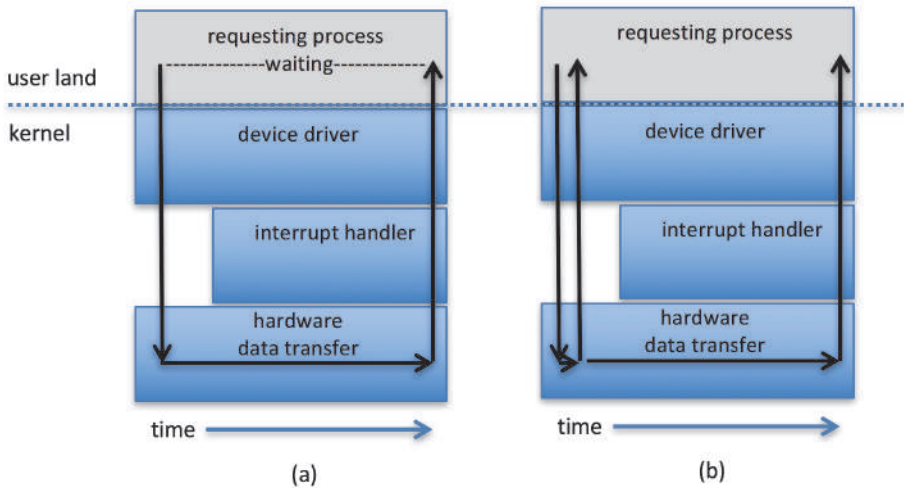 requesting process
waiting
user land
kernel
device driver
interrupt handler
hardware
data transfer
time
(a)
requesting process
device driver
interrupt handler
hardware
data transfer
time
(b)